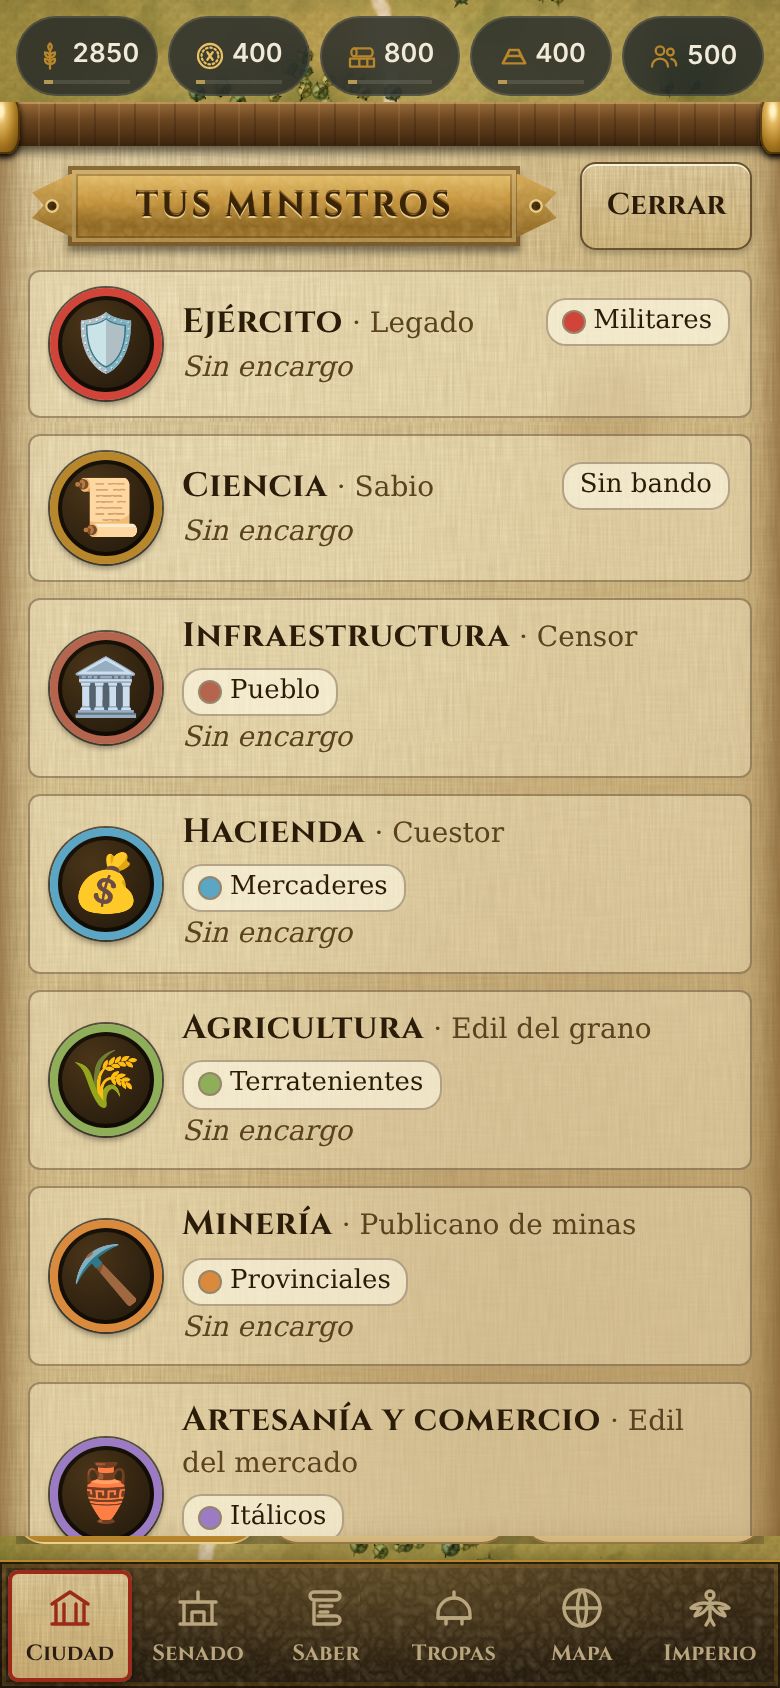 2850 400 800 400 500
TUS MINISTROS
CERRAR
EJÉRCITO · Legado Militares
Sin encargo
CIENCIA · Sabio Sin bando
Sin encargo
INFRAESTRUCTURA · Censor
Pueblo
Sin encargo
HACIENDA · Cuestor
Mercaderes
Sin encargo
AGRICULTURA · Edil del grano
Terratenientes
Sin encargo
MINERÍA · Publicano de minas
Provinciales
Sin encargo
ARTESANÍA Y COMERCIO · Edil
del mercado
Itálicos
CIUDAD SENADO SABER TROPAS MAPA IMPERIO